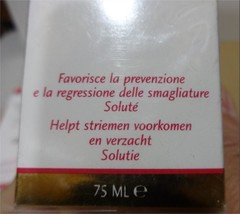 Favorisce la prevenzione
e la regressione delle smagliature
Soluté
Helpt striemen voorkomen
en verzacht
Solutie
75 ML ℮